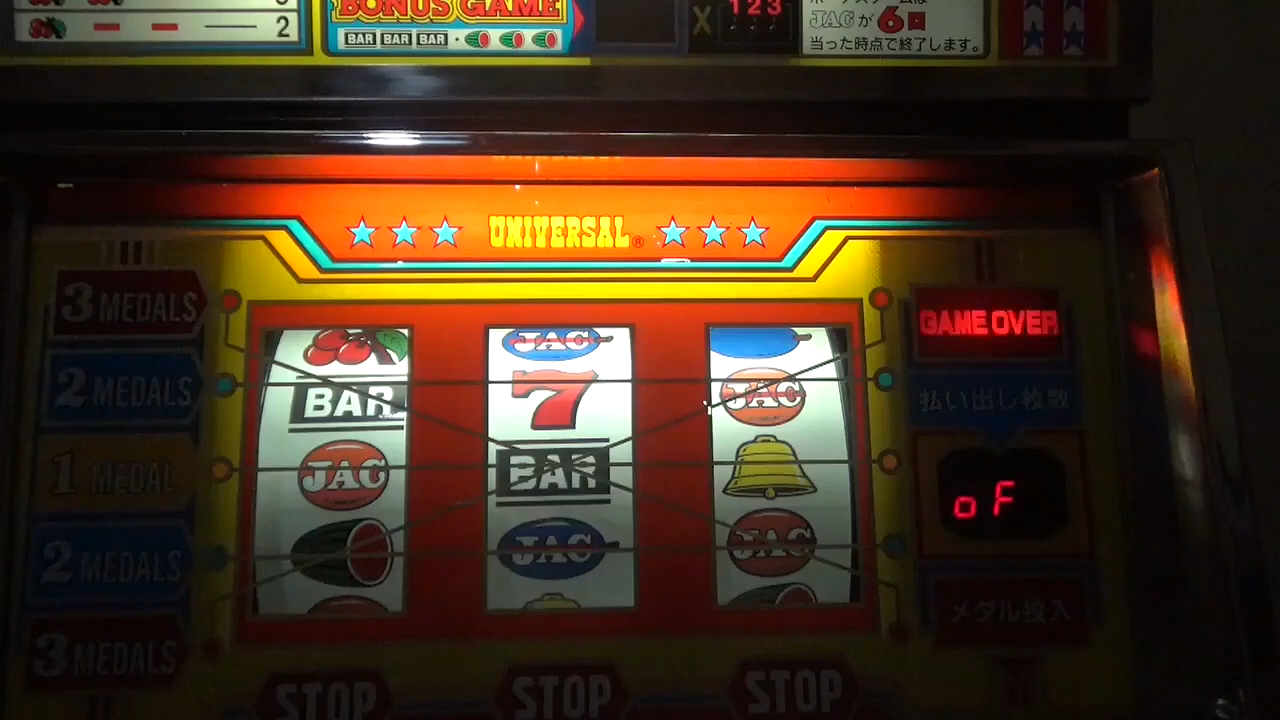 2
BONUS GAME
BAR BAR BAR
X
123
JACが6回
当った時点で終了します。
UNIVERSAL®
3 MEDALS
2 MEDALS
1 MEDAL
2 MEDALS
3 MEDALS
BAR
JAC
JAC
7
BAR
JAC
JAC
JAC
GAME OVER
払い出し枚数
oF
メダル投入
STOP
STOP
STOP